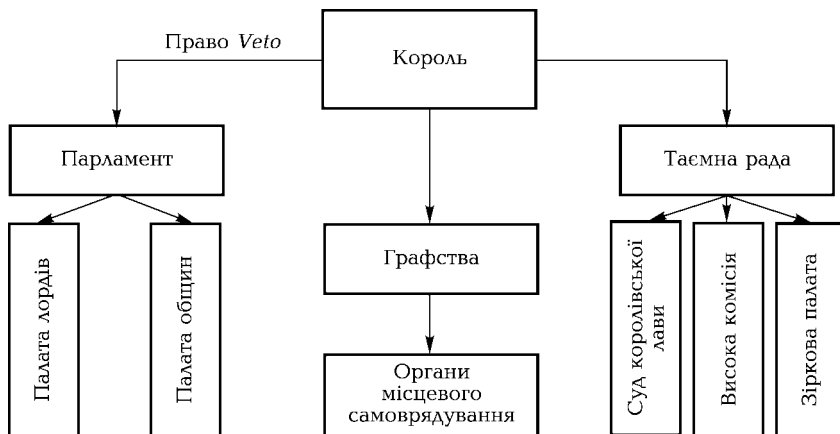 Право Veto
Король
Парламент
Таємна рада
Палата лордів
Палата общин
Графства
Органи
місцевого
самоврядування
Суд королівської
лави
Висока комісія
Зіркова палата